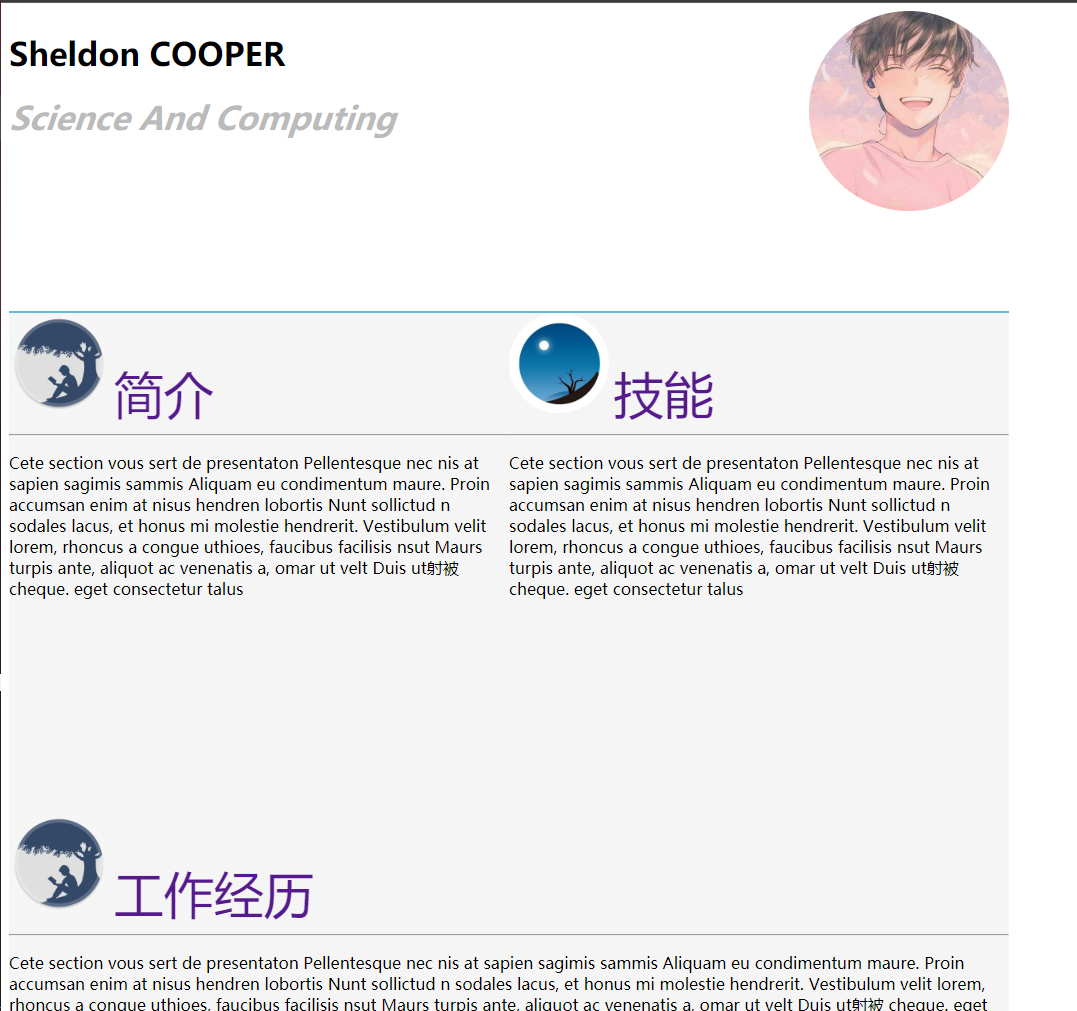 Sheldon COOPER
Science And Computing
简介
Cete section vous sert de presentaton Pellentesque nec nis at
sapien sagimis sammis Aliquam eu condimentum maure. Proin
accumsan enim at nisus hendren lobortis Nunt sollictud n
sodales lacus, et honus mi molestie hendrerit. Vestibulum velit
lorem, rhoncus a congue uthioes, faucibus facilisis nsut Maurs
turpis ante, aliquot ac venenatis a, omar ut velt Duis ut射被
cheque. eget consectetur talus
技能
Cete section vous sert de presentaton Pellentesque nec nis at
sapien sagimis sammis Aliquam eu condimentum maure. Proin
accumsan enim at nisus hendren lobortis Nunt sollictud n
sodales lacus, et honus mi molestie hendrerit. Vestibulum velit
lorem, rhoncus a congue uthioes, faucibus facilisis nsut Maurs
turpis ante, aliquot ac venenatis a, omar ut velt Duis ut射被
cheque. eget consectetur talus
工作经历
Cete section vous sert de presentaton Pellentesque nec nis at sapien sagimis sammis Aliquam eu condimentum maure. Proin
accumsan enim at nisus hendren lobortis Nunt sollictud n sodales lacus, et honus mi molestie hendrerit. Vestibulum velit lorem,
rhoncus a congue uthioes, faucibus facilisis nsut Maurs turpis ante, aliquot ac venenatis a, omar ut velt Duis ut射被 cheque. eget